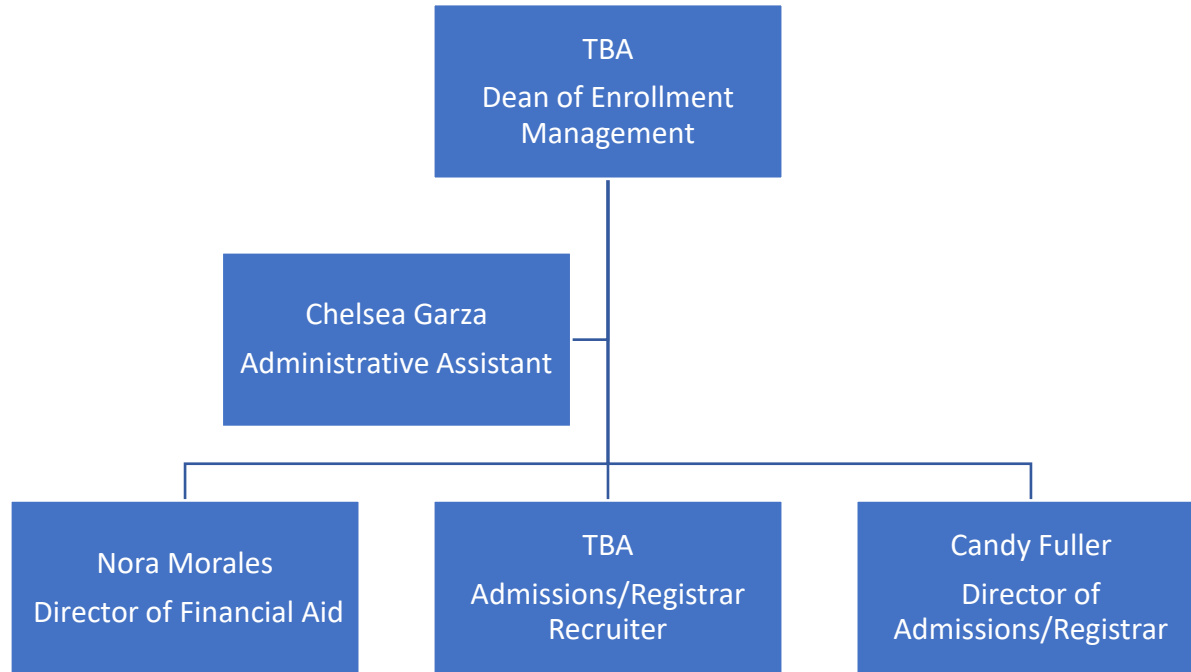 TBA
Dean of Enrollment
Management
Chelsea Garza
Administrative Assistant
Nora Morales
Director of Financial Aid
TBA
Admissions/Registrar
Recruiter
Candy Fuller
Director of
Admissions/Registrar